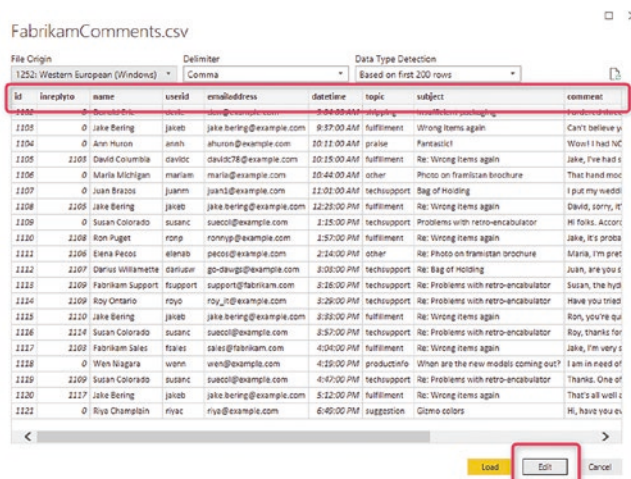 FabrikamComments.csv
File Origin Delimiter Data Type Detection
1252: Western European (Windows) Comma Based on first 200 rows
id inreplyto name userid emailaddress datetime topic subject comment
1103 0 Jake Bering jakeb jake.bering@example.com 9:57:00 AM fulfillment Wrong items again Can't believe y
1104 0 Ann Huron annh ahuron@example.com 10:11:00 AM praise Fantastic! Wow! I had NO
1105 1103 David Columbia davidc davidc78@example.com 10:15:00 AM fulfillment Re: Wrong items again Jake, I've had s
1106 0 Maria Michigan mariam maria@example.com 10:44:00 AM other Photo on framistan brochure That hand mod
1107 0 Juan Brazos juanm juan1@example.com 11:01:00 AM techsupport Bag of Holding I put my weddi
1108 1105 Jake Bering jakeb jake.bering@example.com 12:23:00 PM fulfillment Re: Wrong items again David, sorry, it'
1109 0 Susan Colorado susanc suecol@example.com 1:15:00 PM techsupport Problems with retro-encabulator Hi folks. Accord
1110 1108 Ron Puget ronp ronnyp@example.com 1:57:00 PM fulfillment Re: Wrong items again Jake, it's proba
1111 1106 Elena Pecos elenab pecos@example.com 2:14:00 PM other Re: Photo on framistan brochure Maria, I'm pret
1112 1107 Darius Willamette dariusw go-dawgs@example.com 3:03:00 PM techsupport Re: Bag of Holding Juan, are you s
1113 1109 Fabrikam Support fsupport support@fabrikam.com 3:16:00 PM techsupport Re: Problems with retro-encabulator Susan, the hyd
1114 1109 Roy Ontario royo roy_it@example.com 3:29:00 PM techsupport Re: Problems with retro-encabulator Have you tried
1115 1110 Jake Bering jakeb jake.bering@example.com 3:33:00 PM fulfillment Re: Wrong items again Ron, you're qui
1116 1114 Susan Colorado susanc suecol@example.com 3:57:00 PM techsupport Re: Problems with retro-encabulator Roy, thanks for
1117 1103 Fabrikam Sales fsales sales@fabrikam.com 4:04:00 PM fulfillment Re: Wrong items again Jake, I'm very s
1118 0 Wen Niagara wenn wen@example.com 4:19:00 PM productinfo When are the new models coming out? I am in need of
1119 1109 Susan Colorado susanc suecol@example.com 4:47:00 PM techsupport Re: Problems with retro-encabulator Thanks. One of
1120 1117 Jake Bering jakeb jake.bering@example.com 5:12:00 PM fulfillment Re: Wrong items again That's all well a
1121 0 Riya Champlain riyac riya@example.com 6:49:00 PM suggestion Gizmo colors Hi, have you ev
Load Edit Cancel